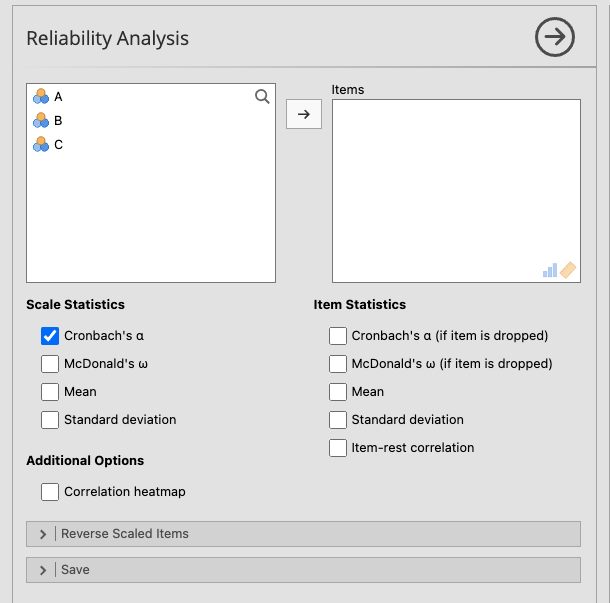 Reliability Analysis
A
B
C
Items
Scale Statistics
Cronbach's α
McDonald's ω
Mean
Standard deviation
Additional Options
Correlation heatmap
Item Statistics
Cronbach's α (if item is dropped)
McDonald's ω (if item is dropped)
Mean
Standard deviation
Item-rest correlation
Reverse Scaled Items
Save